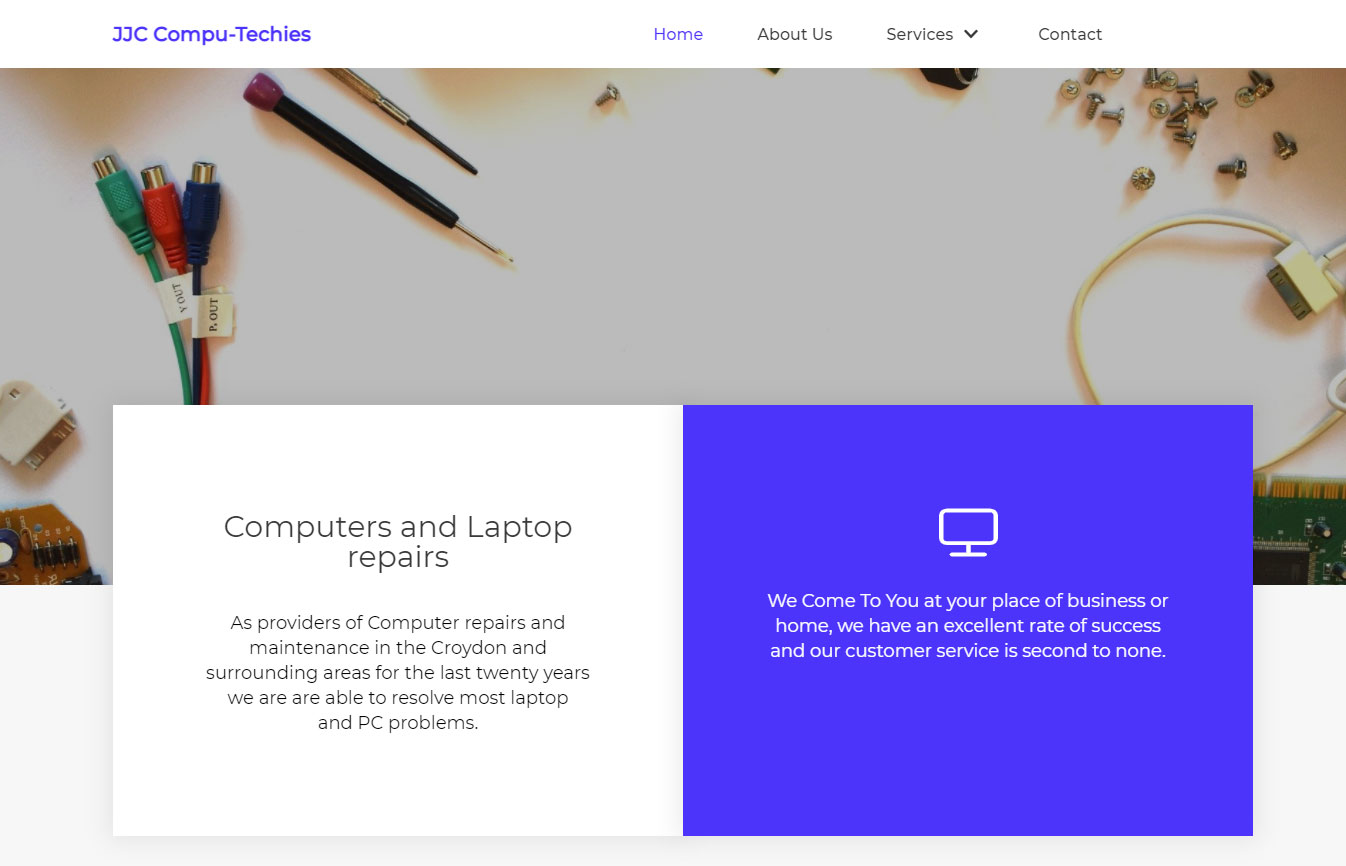 JJC Compu-Techies
Home
About Us
Services
Contact
Y OUT
P. OUT
Computers and Laptop
repairs
As providers of Computer repairs and
maintenance in the Croydon and
surrounding areas for the last twenty years
we are are able to resolve most laptop
and PC problems.
We Come To You at your place of business or
home, we have an excellent rate of success
and our customer service is second to none.